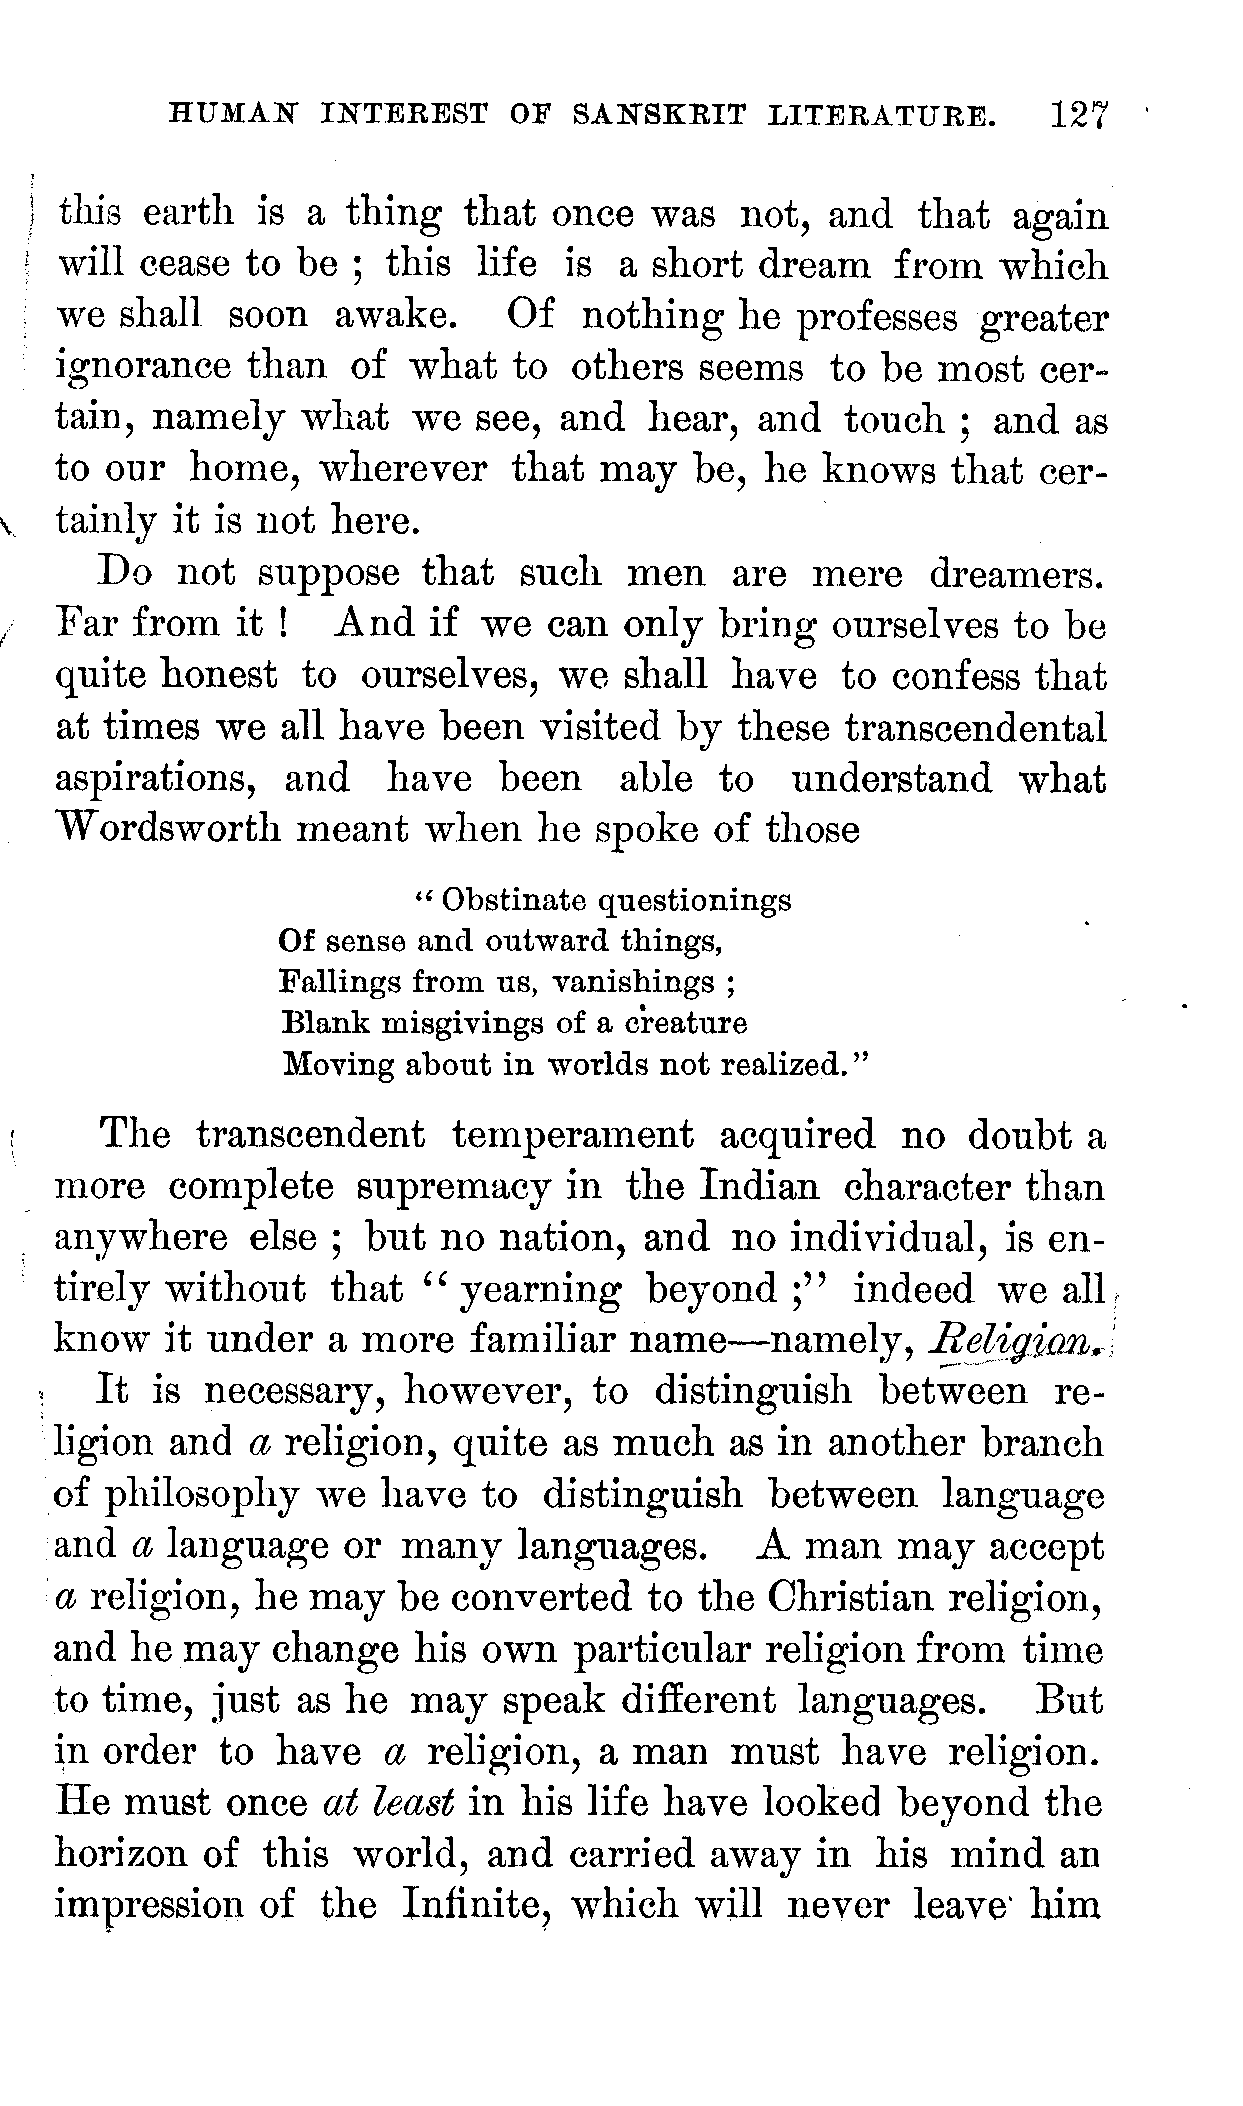 HUMAN INTEREST OF SANSKRIT LITERATURE. 127
this earth is a thing that once was not, and that again
will cease to be ; this life is a short dream from which
we shall soon awake. Of nothing he professes greater
ignorance than of what to others seems to be most cer-
tain, namely what we see, and hear, and touch ; and as
to our home, wherever that may be, he knows that cer-
tainly it is not here.
Do not suppose that such men are mere dreamers.
Far from it ! And if we can only bring ourselves to be
quite honest to ourselves, we shall have to confess that
at times we all have been visited by these transcendental
aspirations, and have been able to understand what
Wordsworth meant when he spoke of those
“ Obstinate questionings
Of sense and outward things,
Fallings from us, vanishings ;
Blank misgivings of a creature
Moving about in worlds not realized.”
The transcendent temperament acquired no doubt a
more complete supremacy in the Indian character than
anywhere else ; but no nation, and no individual, is en-
tirely without that “ yearning beyond ;” indeed we all
know it under a more familiar name—namely, Religion.
It is necessary, however, to distinguish between re-
ligion and a religion, quite as much as in another branch
of philosophy we have to distinguish between language
and a language or many languages. A man may accept
a religion, he may be converted to the Christian religion,
and he may change his own particular religion from time
to time, just as he may speak different languages. But
in order to have a religion, a man must have religion.
He must once at least in his life have looked beyond the
horizon of this world, and carried away in his mind an
impression of the Infinite, which will never leave him